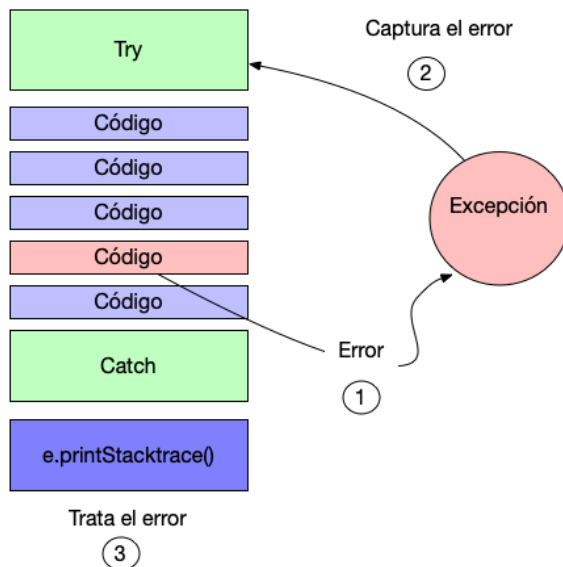 Try
Captura el error
2
Código
Código
Código
Código
Código
Excepción
Error
1
Catch
e.printStacktrace()
Trata el error
3